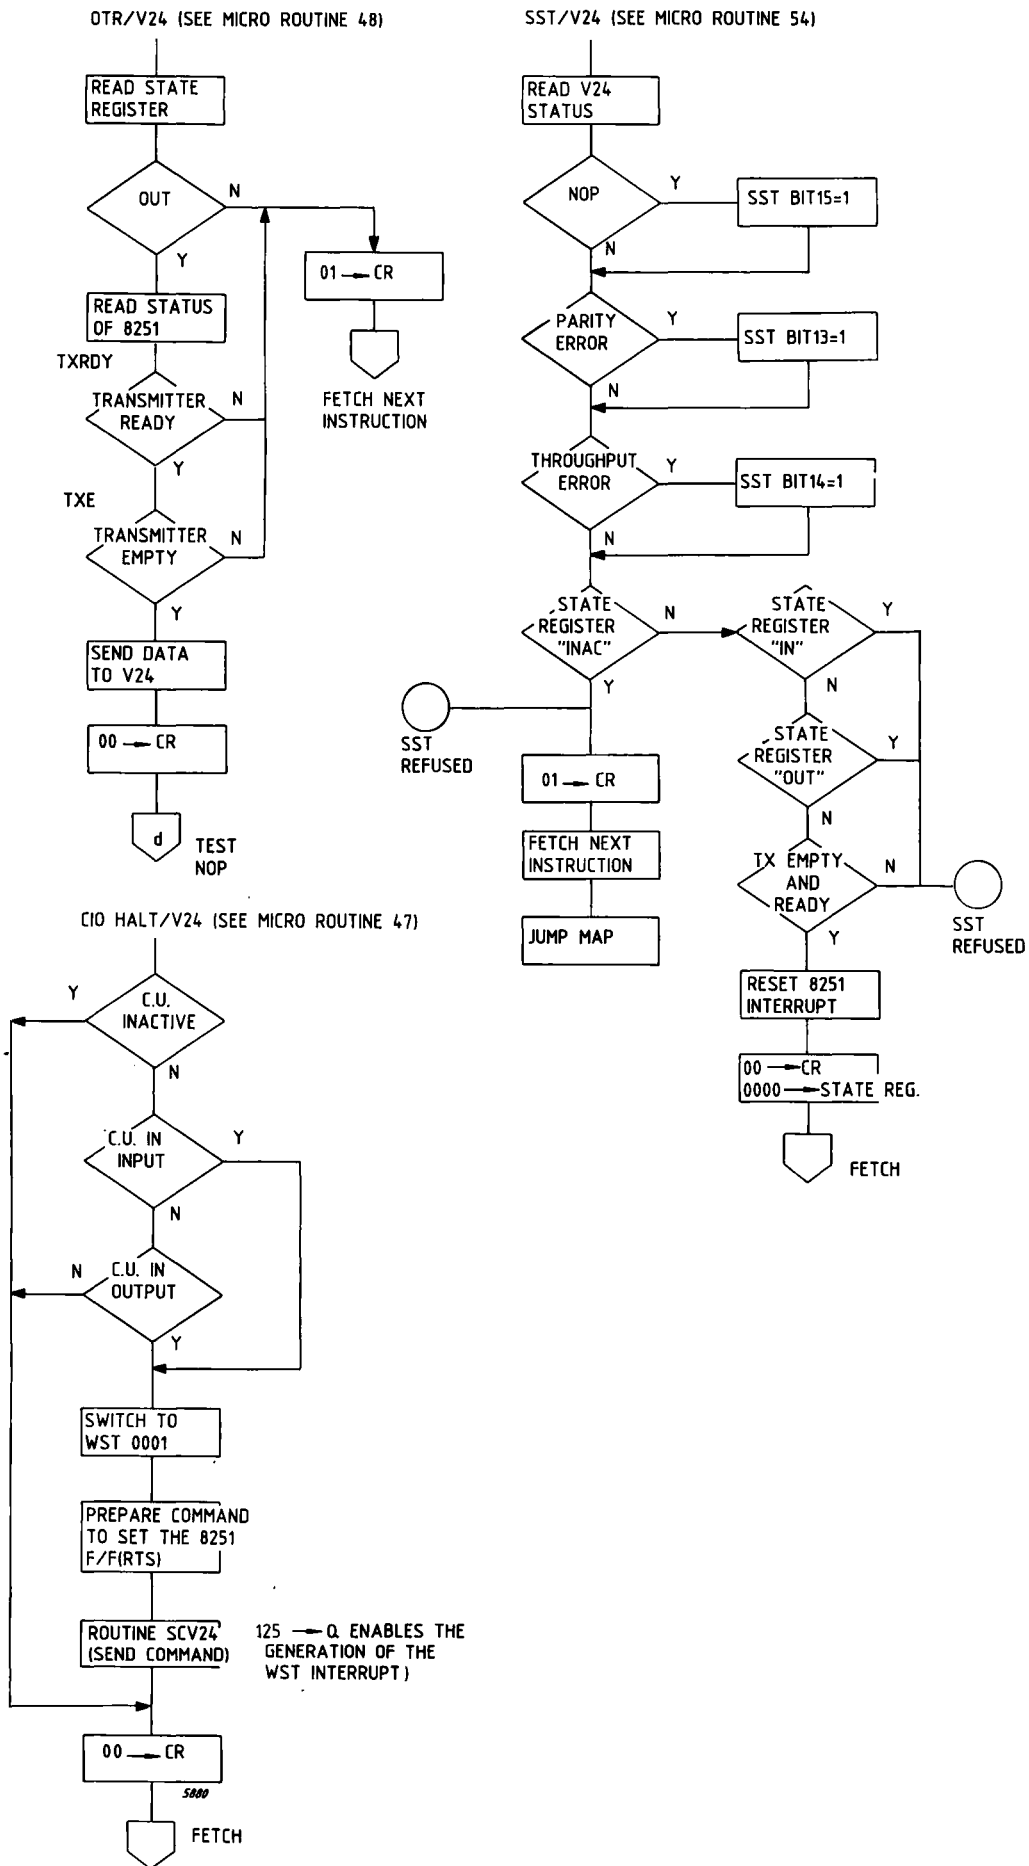 OTR/V24 (SEE MICRO ROUTINE 48)
READ STATE
REGISTER
OUT
N
Y
01 → CR
READ STATUS
OF 8251
FETCH NEXT
INSTRUCTION
TXRDY
TRANSMITTER
READY
N
Y
TXE
TRANSMITTER
EMPTY
N
Y
SEND DATA
TO V24
00 → CR
d
TEST
NOP
SST/V24 (SEE MICRO ROUTINE 54)
READ V24
STATUS
NOP
Y
SST BIT15=1
N
PARITY
ERROR
Y
SST BIT13=1
N
THROUGHPUT
ERROR
Y
SST BIT14=1
N
STATE
REGISTER
"INAC"
N
Y
SST
REFUSED
01 → CR
FETCH NEXT
INSTRUCTION
JUMP MAP
STATE
REGISTER
"IN"
Y
N
STATE
REGISTER
"OUT"
Y
N
TX EMPTY
AND
READY
N
Y
SST
REFUSED
RESET 8251
INTERRUPT
00 → CR
0000 → STATE REG.
FETCH
CIO HALT/V24 (SEE MICRO ROUTINE 47)
Y
C.U.
INACTIVE
N
C.U. IN
INPUT
Y
N
N
C.U. IN
OUTPUT
Y
SWITCH TO
WST 0001
PREPARE COMMAND
TO SET THE 8251
F/F(RTS)
ROUTINE SCV24
(SEND COMMAND)
125 → Q ENABLES THE
GENERATION OF THE
WST INTERRUPT)
00 → CR
5880
FETCH